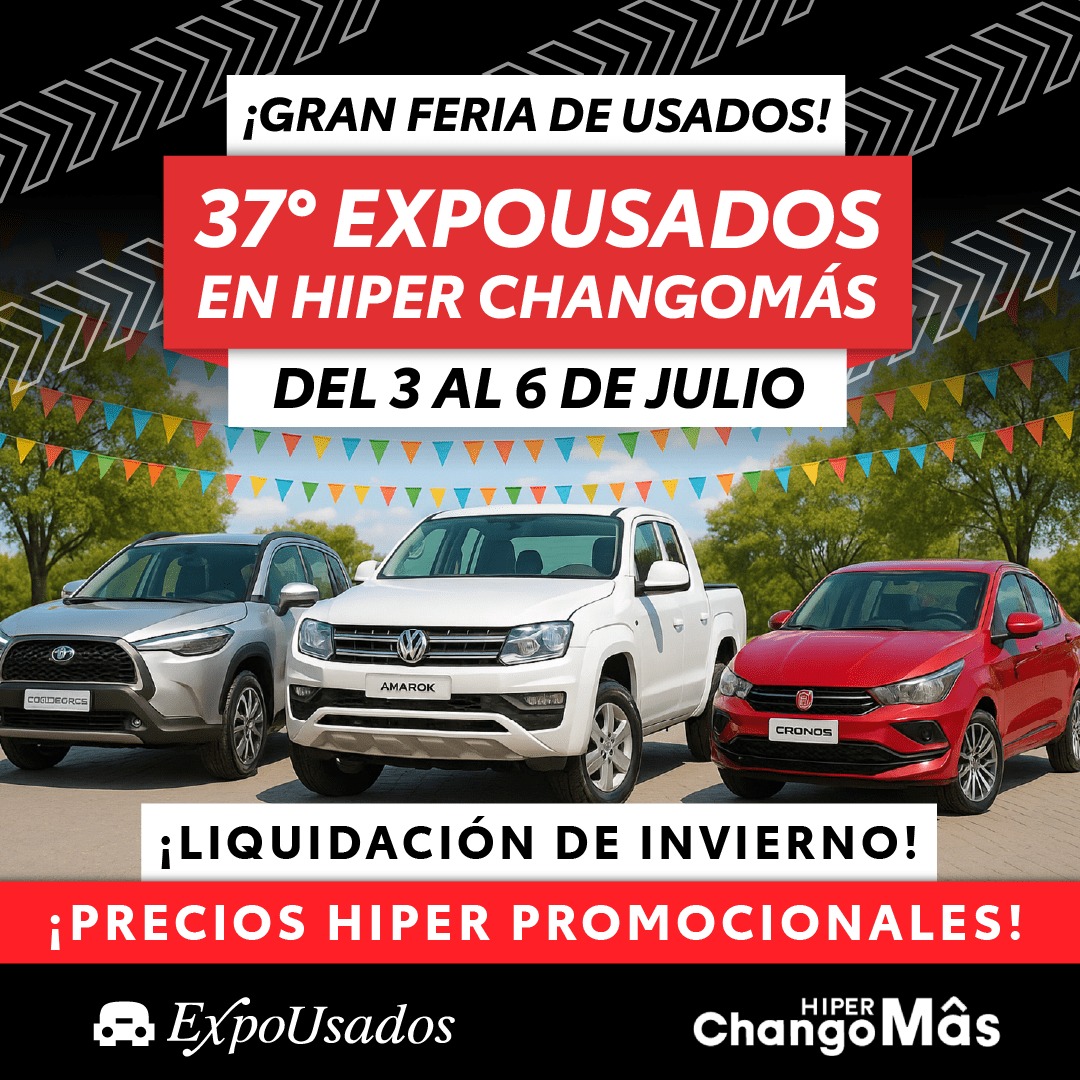 ¡GRAN FERIA DE USADOS!
37° EXPOUSADOS
EN HIPER CHANGOMÁS
DEL 3 AL 6 DE JULIO
AMAROK
CRONOS
¡LIQUIDACIÓN DE INVIERNO!
¡PRECIOS HIPER PROMOCIONALES!
ExpoUsados
HIPER
ChangoMâs